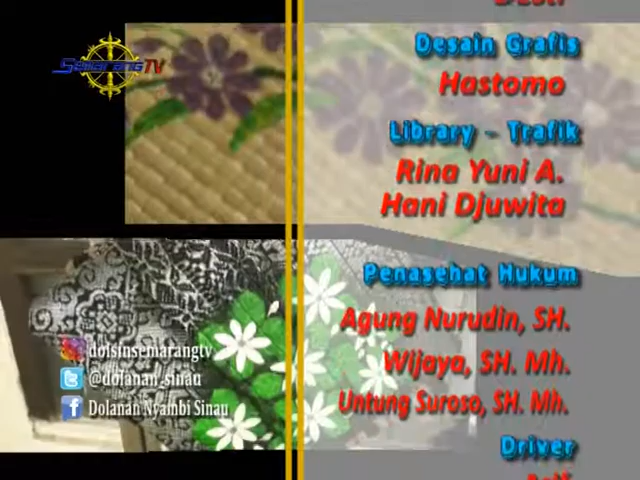 SemarangTV
Desain Grafis
Hastomo
Library - Trafik
Rina Yuni A.
Hani Djuwita
Penasehat Hukum
Agung Nurudin, SH.
Wijaya, SH. Mh.
Untung Suroso, SH. Mh.
Driver
dolsinsemarangtv
@dolanan_sinau
Dolanan Nyambi Sinau